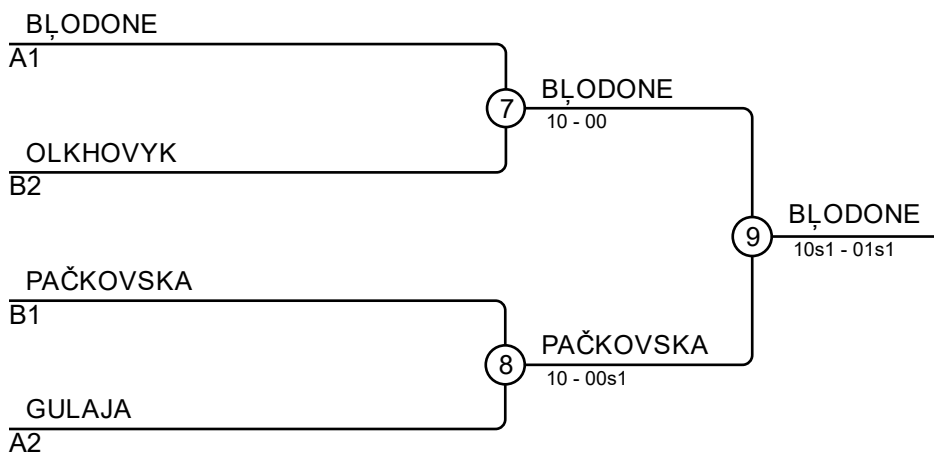 BĻODONE
A1
7
BĻODONE
10 - 00
OLKHOVYK
B2
9
BĻODONE
10s1 - 01s1
PAČKOVSKA
B1
8
PAČKOVSKA
10 - 00s1
GULAJA
A2